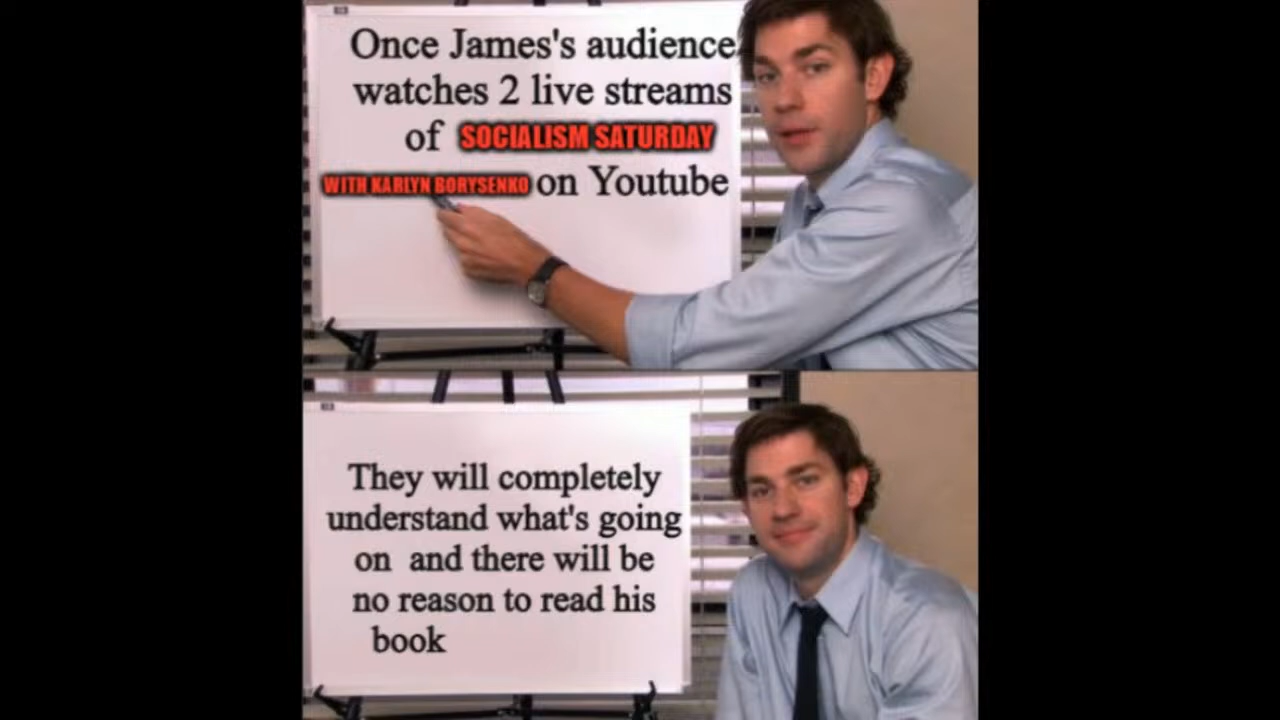 Once James's audience
watches 2 live streams
of SOCIALISM SATURDAY
WITH KARLYN BORYSENKO on Youtube
They will completely
understand what's going
on and there will be
no reason to read his
book